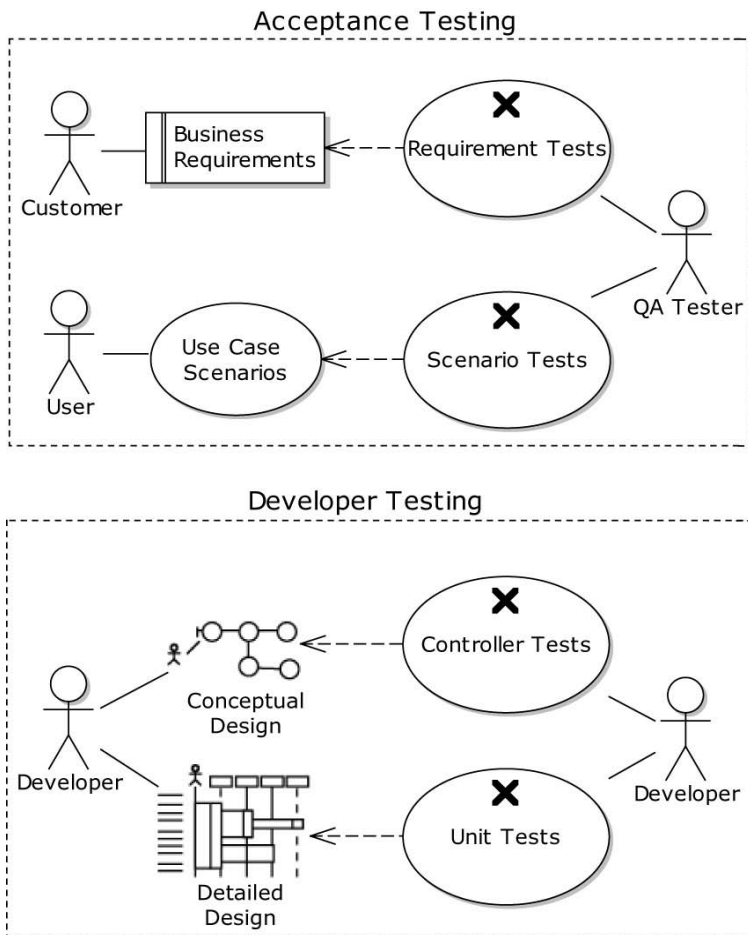 Acceptance Testing
Business
Requirements
Requirement Tests
Customer
QA Tester
Use Case
Scenarios
Scenario Tests
User
Developer Testing
Controller Tests
Conceptual
Design
Developer
Developer
Unit Tests
Detailed
Design